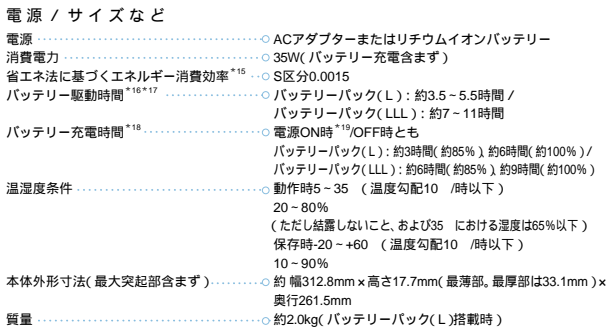 電源 / サイズなど
電源 ACアダプターまたはリチウムイオンバッテリー
消費電力 35W(バッテリー充電含まず)
省エネ法に基づくエネルギー消費効率*15 S区分0.0015
バッテリー駆動時間*16*17 バッテリーパック(L):約3.5~5.5時間 /
バッテリーパック(LLL):約7~11時間
バッテリー充電時間*18 電源ON時*19/OFF時とも
バッテリーパック(L):約3時間(約85%)、約6時間(約100%)/
バッテリーパック(LLL):約6時間(約85%)、約9時間(約100%)
温湿度条件 動作時5~35 (温度勾配10 /時以下)
20~80%
(ただし結露しないこと、および35 における湿度は65%以下)
保存時-20~+60 (温度勾配10 /時以下)
10~90%
本体外形寸法(最大突起部含まず) 約 幅312.8mm×高さ17.7mm(最薄部。最厚部は33.1mm)×
奥行261.5mm
質量 約2.0kg(バッテリーパック(L)搭載時)